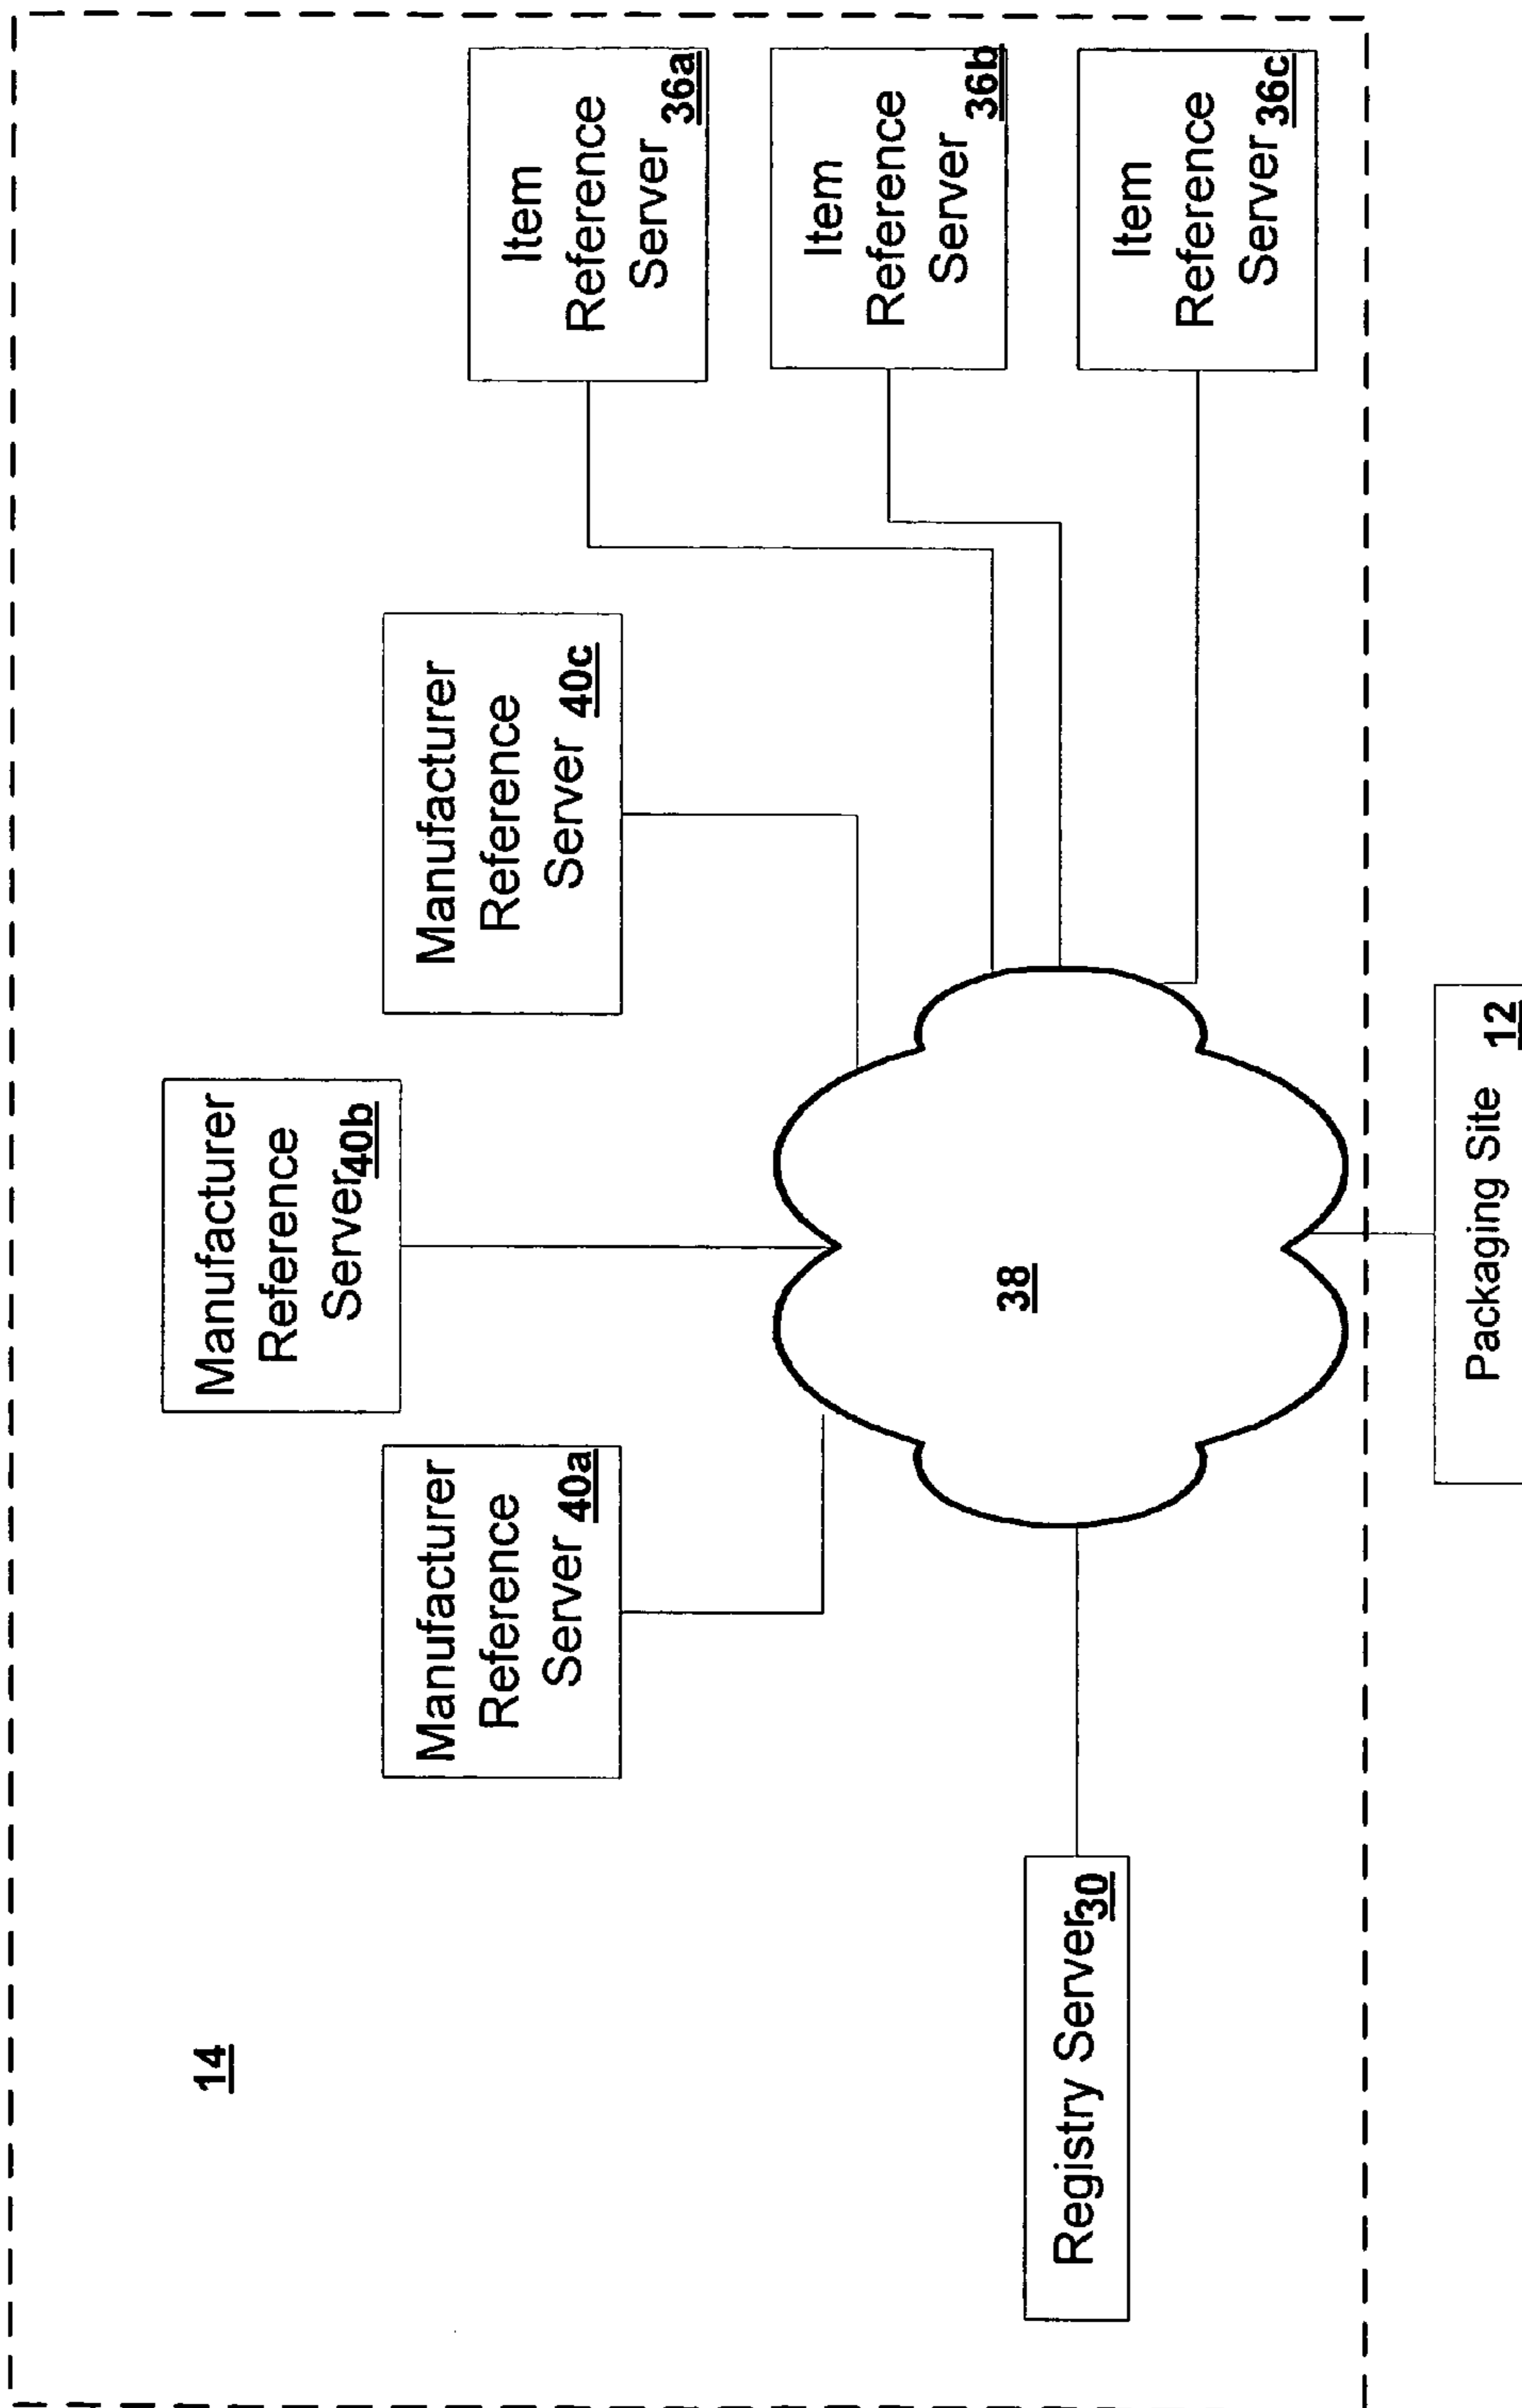 14
Manufacturer
Reference
Server 40b
Manufacturer
Reference
Server 40a
Manufacturer
Reference
Server 40c
Item
Reference
Server 36a
Item
Reference
Server 36b
Item
Reference
Server 36c
38
Registry Server 30
Packaging Site 12